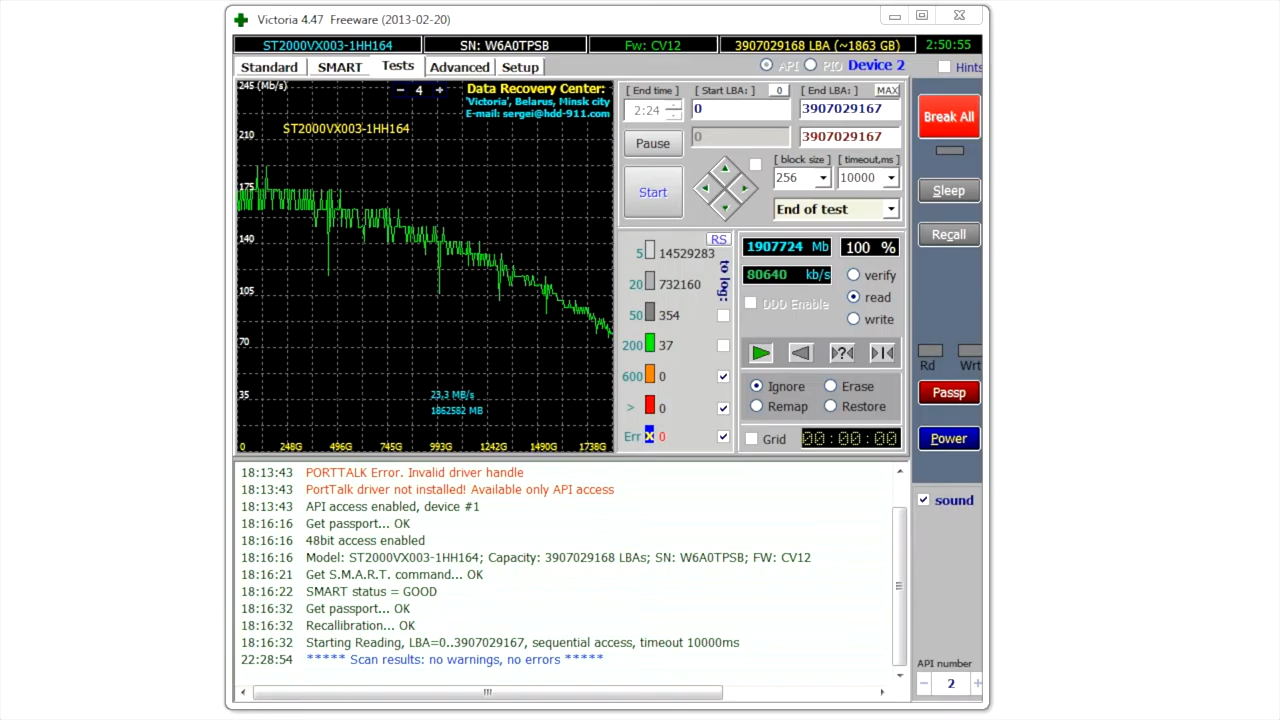 Victoria 4.47 Freeware (2013-02-20)
ST2000VX003-1HH164 SN: W6A0TPSB Fw: CV12 3907029168 LBA (~1863 GB) 2:50:55
Standard SMART Tests Advanced Setup API PIO Device 2 Hints
245 (Mb/s) - 4 +
Data Recovery Center:
'Victoria', Belarus, Minsk city
E-mail: sergei@hdd-911.com
210
ST2000VX003-1HH164
175
140
105
70
35
23,3 MB/s
1862582 MB
0 248G 496G 745G 993G 1242G 1490G 1738G
[ End time ] [ Start LBA: ] 0 [ End LBA: ] MAX
2:24 0 3907029167
Pause 0 3907029167
Start
[ block size ] [ timeout,ms ]
256 10000
End of test
RS
to log:
5 14529283
20 732160
50 354
200 37
600 0
> 0
Err x 0
1907724 Mb 100 %
80640 kb/s
verify
DDD Enable
read
write
Ignore Erase
Remap Restore
Grid 00:00:00
Break All
Sleep
Recall
Rd Wrt
Passp
Power
sound
API number
- 2 +
18:13:43 PORTTALK Error. Invalid driver handle
18:13:43 PortTalk driver not installed! Available only API access
18:13:43 API access enabled, device #1
18:16:16 Get passport... OK
18:16:16 48bit access enabled
18:16:16 Model: ST2000VX003-1HH164; Capacity: 3907029168 LBAs; SN: W6A0TPSB; FW: CV12
18:16:21 Get S.M.A.R.T. command... OK
18:16:22 SMART status = GOOD
18:16:32 Get passport... OK
18:16:32 Recallibration... OK
18:16:32 Starting Reading, LBA=0..3907029167, sequential access, timeout 10000ms
22:28:54 ***** Scan results: no warnings, no errors *****